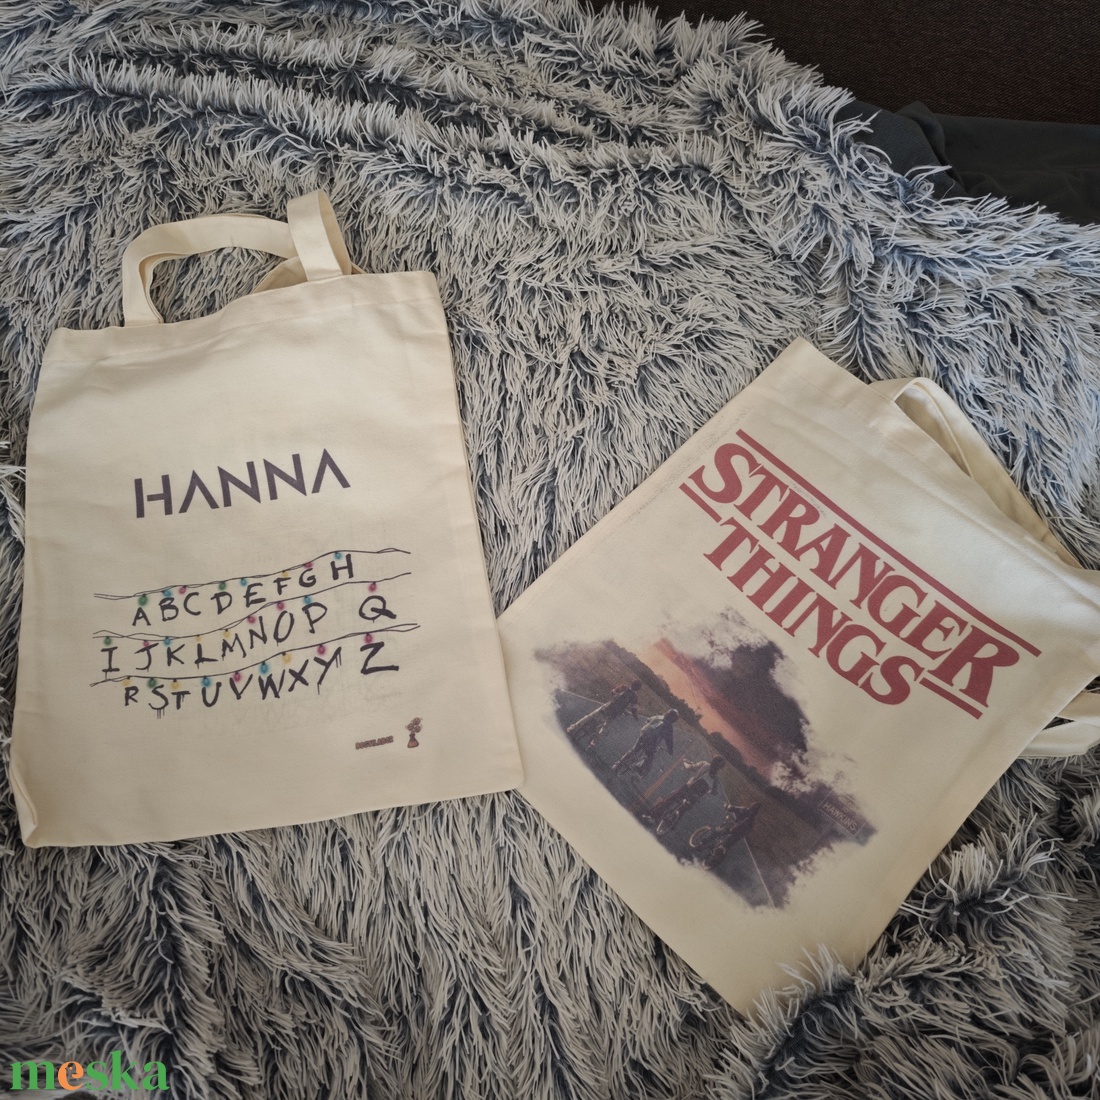 HANNA
ABCDEFGH
IJKLMNOP Q
RSTUVWXY Z
STRANGER
THINGS
meska